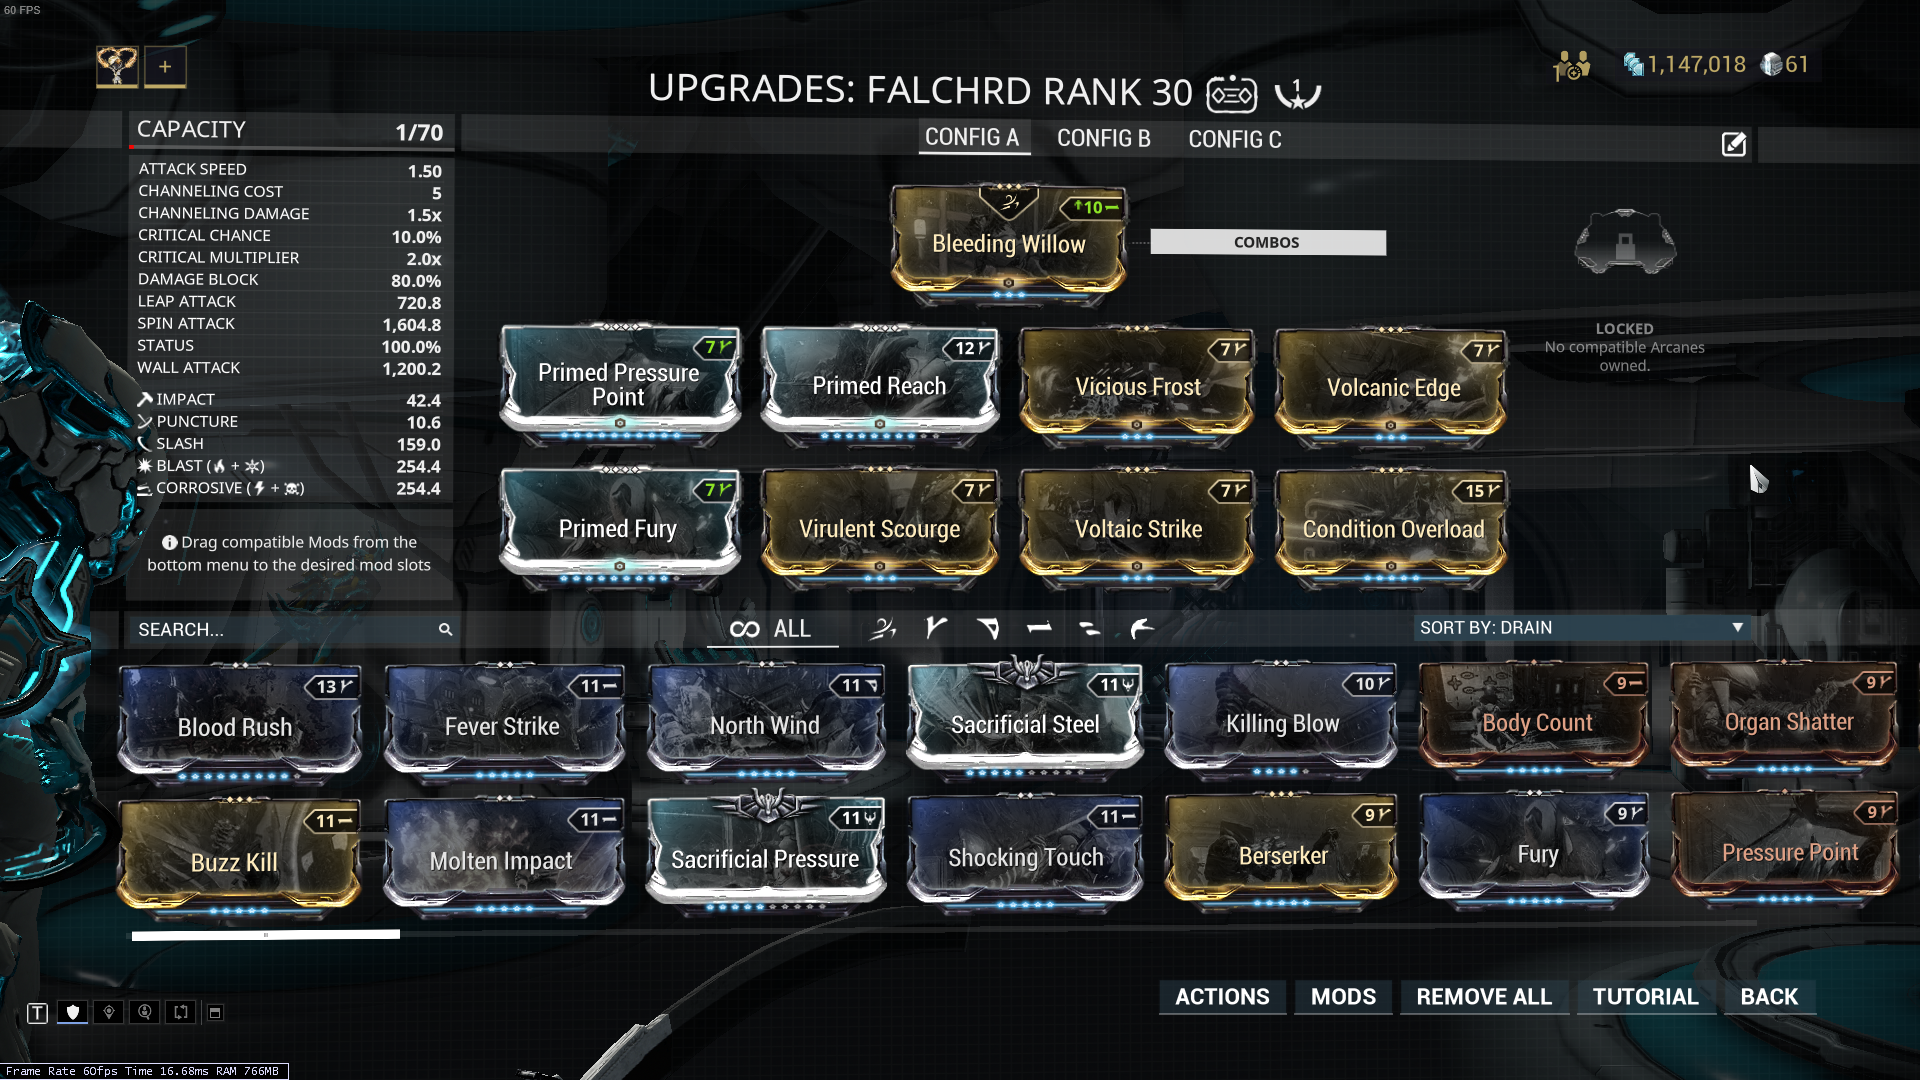 60 FPS
1,147,018 61
UPGRADES: FALCHRD RANK 30 1
CAPACITY 1/70
CONFIG A CONFIG B CONFIG C
ATTACK SPEED 1.50
CHANNELING COST 5
CHANNELING DAMAGE 1.5x
CRITICAL CHANCE 10.0%
CRITICAL MULTIPLIER 2.0x
DAMAGE BLOCK 80.0%
LEAP ATTACK 720.8
SPIN ATTACK 1,604.8
STATUS 100.0%
WALL ATTACK 1,200.2
IMPACT 42.4
PUNCTURE 10.6
SLASH 159.0
BLAST ( + ) 254.4
CORROSIVE ( + ) 254.4
Drag compatible Mods from the
bottom menu to the desired mod slots
10
Bleeding Willow
COMBOS
LOCKED
No compatible Arcanes
owned.
7 12 7 7
Primed Pressure
Point
Primed Reach
Vicious Frost
Volcanic Edge
7 7 7 15
Primed Fury
Virulent Scourge
Voltaic Strike
Condition Overload
SEARCH...
ALL
SORT BY: DRAIN
13 11 11 11 10 9 9
Blood Rush
Fever Strike
North Wind
Sacrificial Steel
Killing Blow
Body Count
Organ Shatter
11 11 11 11 9 9 9
Buzz Kill
Molten Impact
Sacrificial Pressure
Shocking Touch
Berserker
Fury
Pressure Point
ACTIONS MODS REMOVE ALL TUTORIAL BACK
T
Frame Rate 60fps Time 16.68ms RAM 766MB